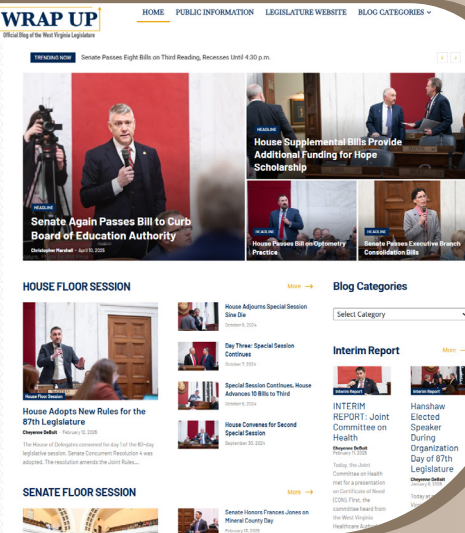 WRAP UP
Official Blog of the West Virginia Legislature
HOME PUBLIC INFORMATION LEGISLATURE WEBSITE BLOG CATEGORIES
TRENDING NOW Senate Passes Eight Bills on Third Reading, Recesses Until 4:30 p.m.
HEADLINE
Senate Again Passes Bill to Curb
Board of Education Authority
Christopher Marshall - April 10, 2025
HEADLINE
House Supplemental Bills Provide
Additional Funding for Hope
Scholarship
HEADLINE
House Passes Bill on Optometry
Practice
HEADLINE
Senate Passes Executive Branch
Consolidation Bills
HOUSE FLOOR SESSION
More →
House Floor Session
House Adopts New Rules for the
87th Legislature
Cheyenne DeBolt - February 12, 2025
The House of Delegates convened for day 1 of the 60-day
legislative session. Senate Concurrent Resolution 4 was
adopted. The resolution amends the Joint Rules...
House Adjourns Special Session
Sine Die
October 8, 2024
Day Three: Special Session
Continues
October 7, 2024
Special Session Continues, House
Advances 10 Bills to Third
October 6, 2024
House Convenes for Second
Special Session
September 30, 2024
Blog Categories
Select Category
Interim Report
More →
Interim Report
INTERIM
REPORT: Joint
Committee on
Health
Cheyenne DeBolt
February 11, 2025
Today, the Joint
Committee on Health
met for a presentation
on Certificate of Need
(CON). First, the
committee heard from
the West Virginia
Healthcare
Interim Report
Hanshaw
Elected
Speaker
During
Organization
Day of 87th
Legislature
Cheyenne DeBolt
January 8, 2025
Today at
SENATE FLOOR SESSION
More →
Senate Honors Frances Jones on
Mineral County Day
February 15, 2025